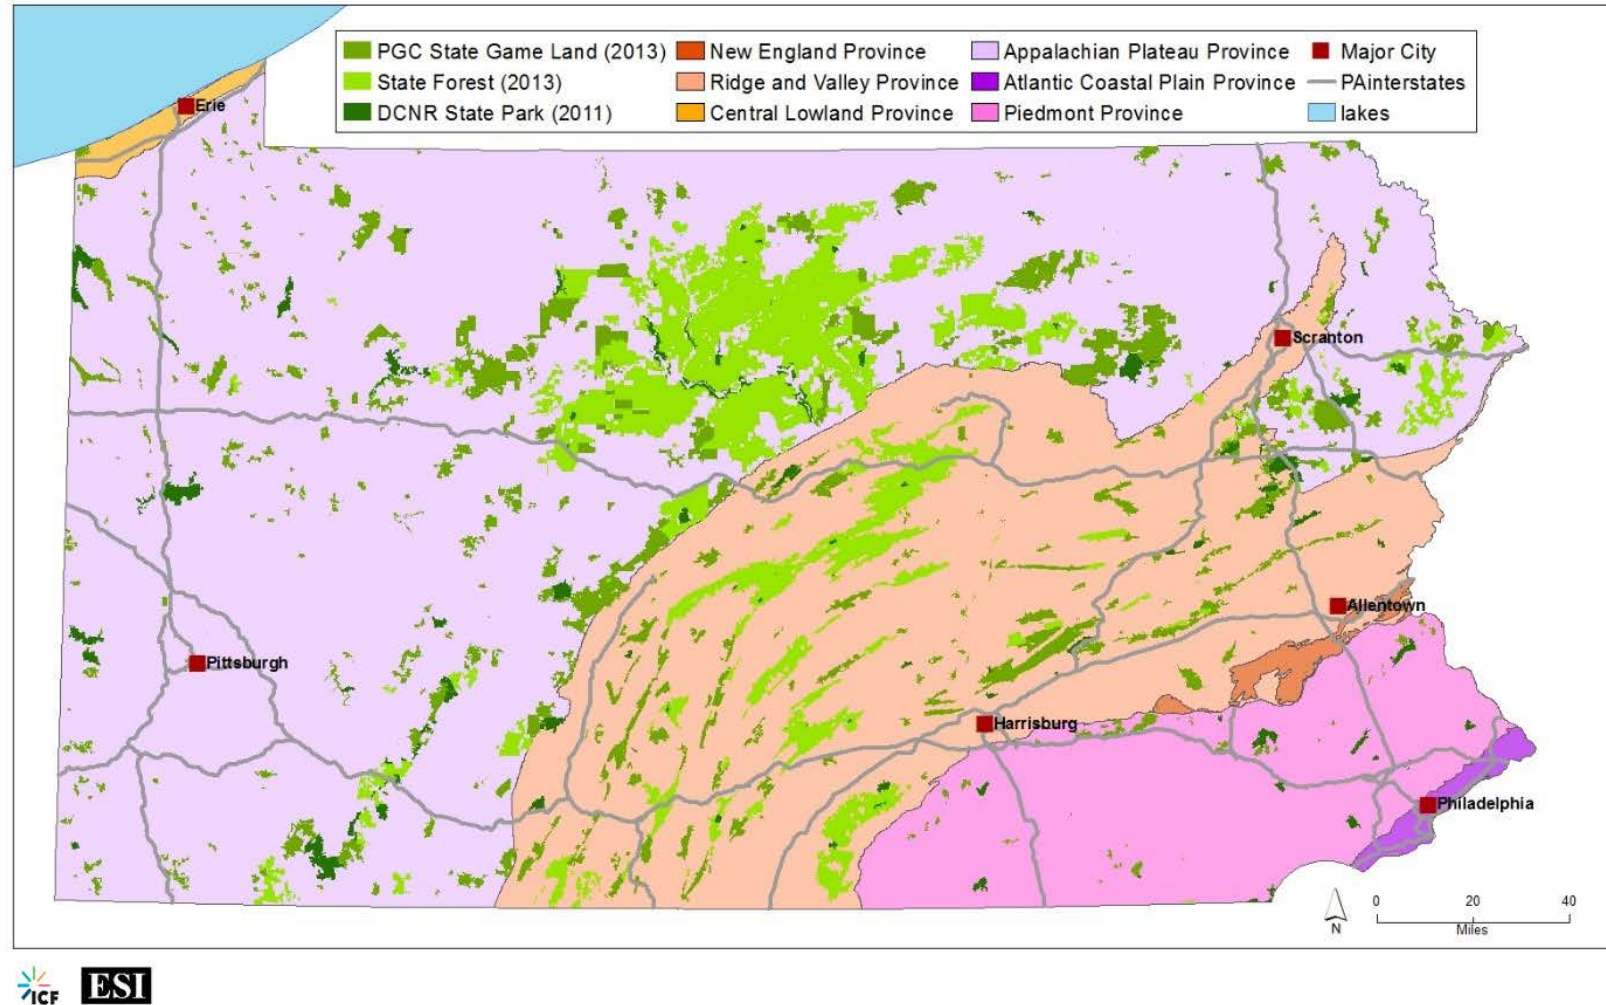 PGC State Game Land (2013)
State Forest (2013)
DCNR State Park (2011)
New England Province
Ridge and Valley Province
Central Lowland Province
Appalachian Plateau Province
Atlantic Coastal Plain Province
Piedmont Province
Major City
PAinterstates
lakes
Erie
Scranton
Allentown
Pittsburgh
Harrisburg
Philadelphia
N
0 20 40
Miles
ICF
ESI